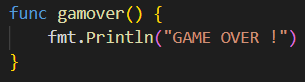 func gamover() {
    fmt.Println("GAME OVER !")
}